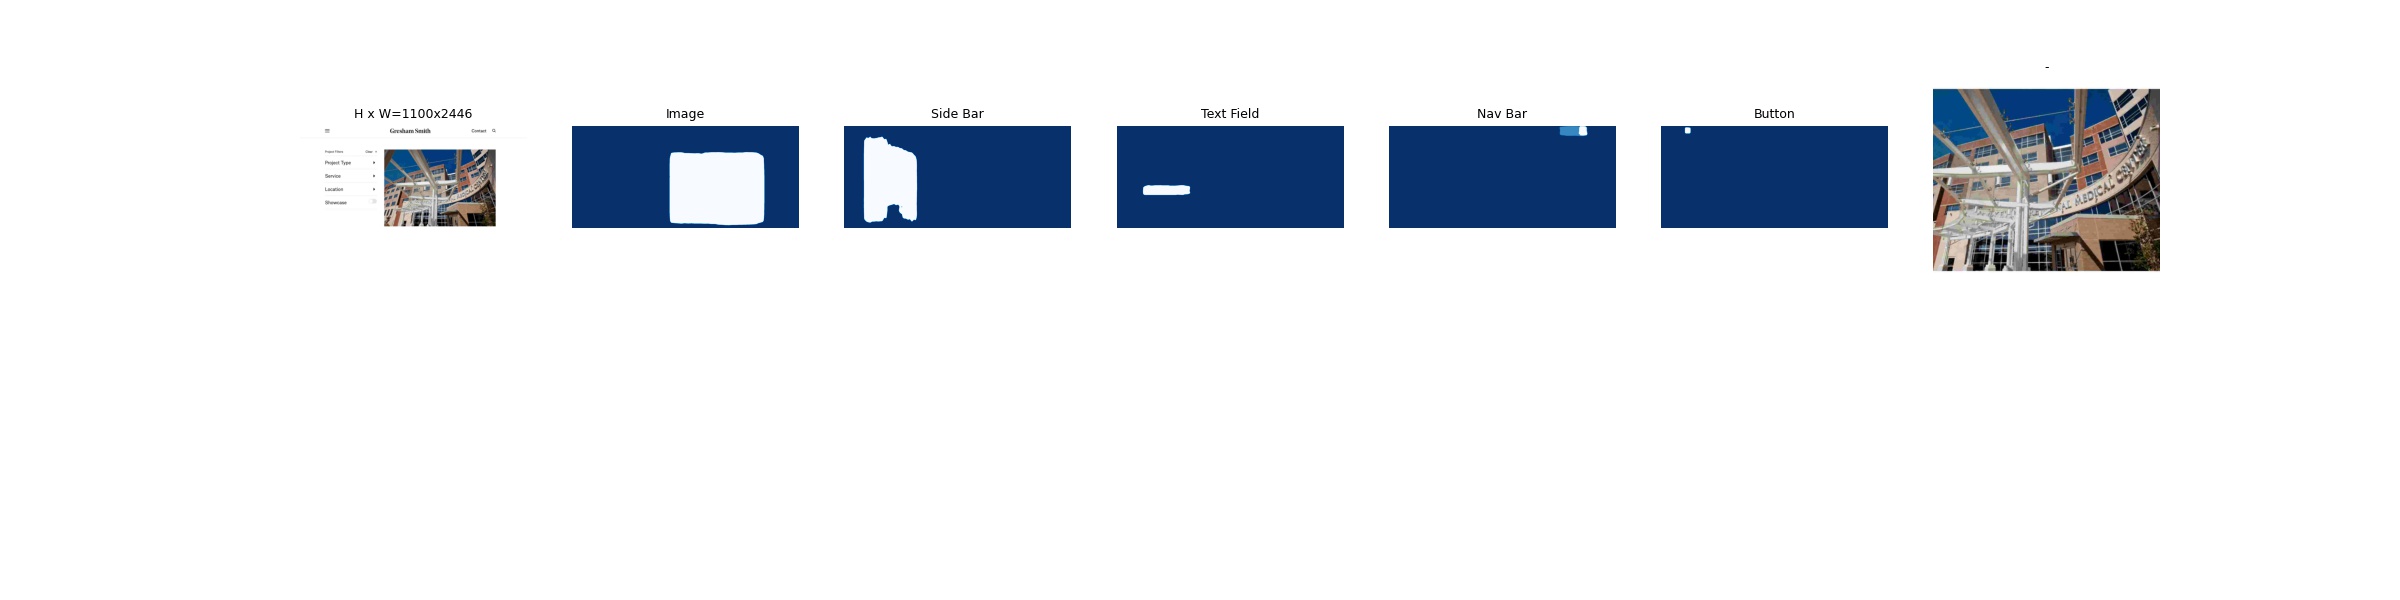 -
H x W=1100x2446
Image
Side Bar
Text Field
Nav Bar
Button
Gresham Smith
Contact
Project Filters
Clear
Project Type
Service
Location
Showcase
MEDICAL CENTER